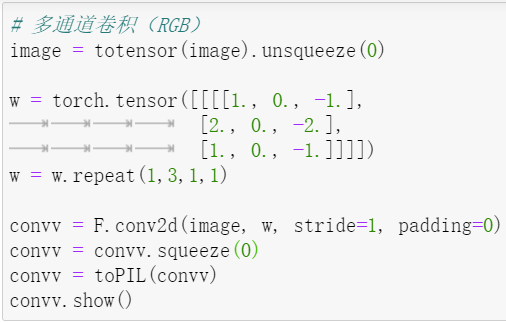 # 多通道卷积（RGB）
image = totensor(image).unsqueeze(0)
w = torch.tensor([[[[1., 0., -1.],
[2., 0., -2.],
[1., 0., -1.]]]])
w = w.repeat(1,3,1,1)
convv = F.conv2d(image, w, stride=1, padding=0)
convv = convv.squeeze(0)
convv = toPIL(convv)
convv.show()